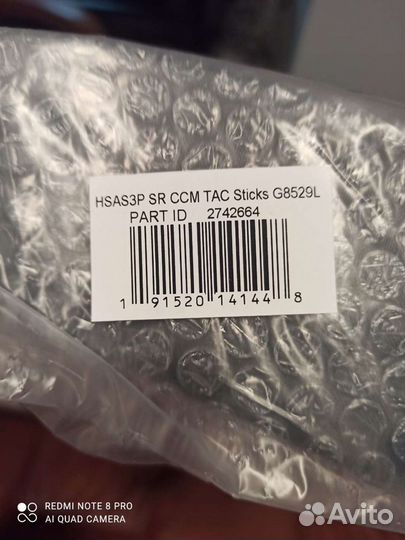 HSAS3P SR CCM TAC Sticks G8529L
PART ID 2742664
1 91520 14144 8
REDMI NOTE 8 PRO
AI QUAD CAMERA
Avito